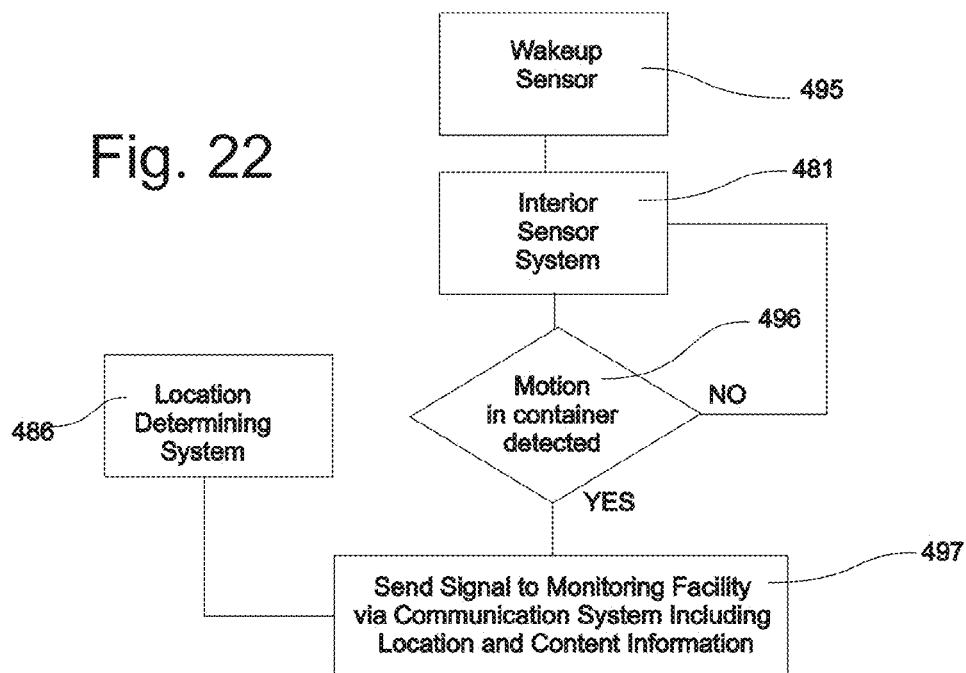 Wakeup
Sensor
495
Fig. 22
481
Interior
Sensor
System
496
Motion
in container
detected
NO
Location
Determining
System
486
YES
497
Send Signal to Monitoring Facility
via Communication System Including
Location and Content Information